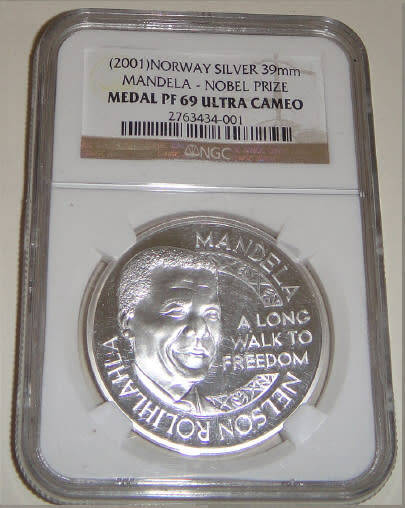 (2001)NORWAY SILVER 39mm
MANDELA - NOBEL PRIZE
MEDAL PF 69 ULTRA CAMEO
2763434-001
NGC
MANDELA
A LONG
WALK TO
FREEDOM
NELSON ROLIHLAHLA